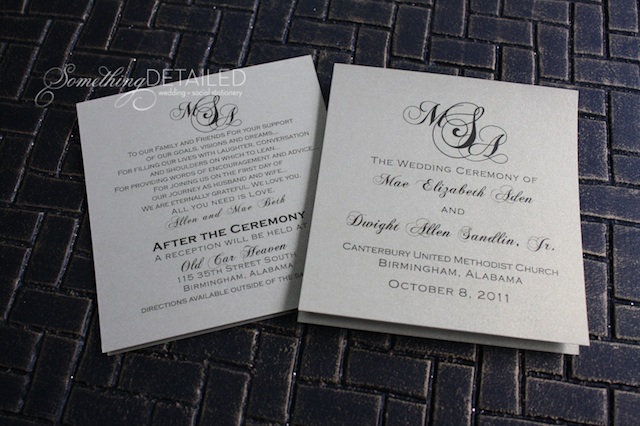 Something DETAILED
wedding + social stationery
MSA
TO OUR FAMILY AND FRIENDS FOR YOUR SUPPORT
OF OUR GOALS, VISIONS AND DREAMS...
FOR FILLING OUR LIVES WITH LAUGHTER, CONVERSATION
AND SHOULDERS ON WHICH TO LEAN...
FOR PROVIDING WORDS OF ENCOURAGEMENT AND ADVICE,
FOR JOINING US ON THE FIRST DAY OF
OUR JOURNEY AS HUSBAND AND WIFE...
WE ARE ETERNALLY GRATEFUL. WE LOVE YOU.
ALL YOU NEED IS LOVE.
Allen and Mae Beth
AFTER THE CEREMONY
A RECEPTION WILL BE HELD AT
Old Car Heaven
115 35TH STREET SOUTH
BIRMINGHAM, ALABAMA
DIRECTIONS AVAILABLE OUTSIDE OF THE
MSA
THE WEDDING CEREMONY OF
Mae Elizabeth Aden
AND
Dwight Allen Sandlin, Jr.
CANTERBURY UNITED METHODIST CHURCH
BIRMINGHAM, ALABAMA
OCTOBER 8, 2011